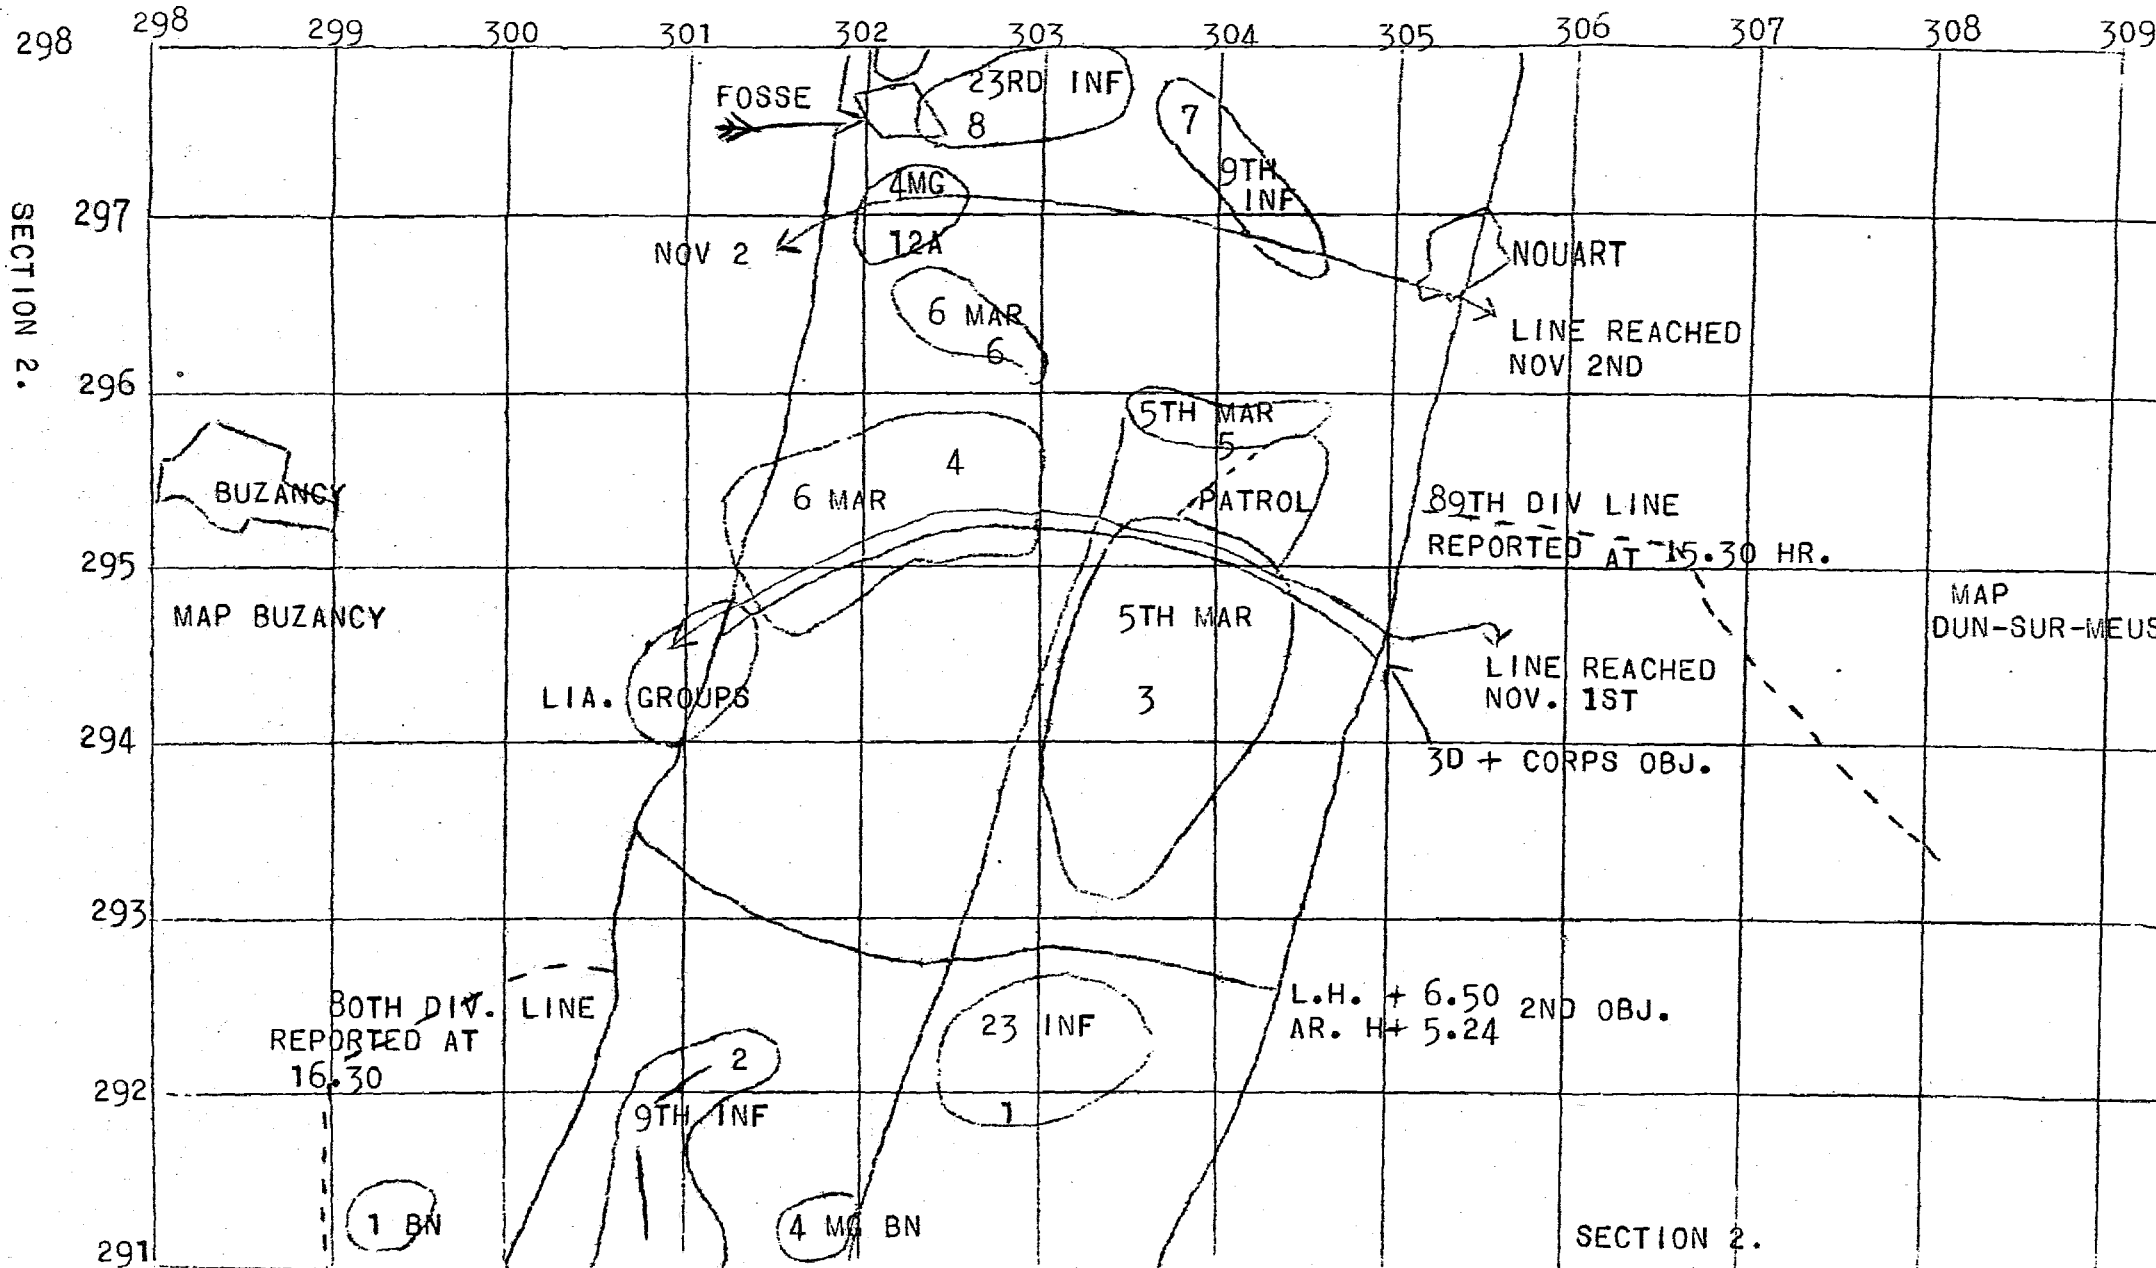 298 299 300 301 302 303 304 305 306 307 308 309
298
FOSSE
23RD INF
8
7
9TH
INF
4MG
12A
SECTION 2.
297
NOV 2
NOUART
6 MAR
6
LINE REACHED
NOV 2ND
296
5TH MAR
5
4
BUZANCY
6 MAR
PATROL
89TH DIV LINE
REPORTED AT 15.30 HR.
295
MAP BUZANCY
5TH MAR
MAP
DUN-SUR-MEUS
LIA. GROUPS
3
LINE REACHED
NOV. 1ST
294
3D + CORPS OBJ.
293
80TH DIV. LINE
REPORTED AT
16.30
23 INF
1
L.H. + 6.50
AR. H+ 5.24
2ND OBJ.
2
292
9TH INF
1 BN
4 MG BN
291
SECTION 2.